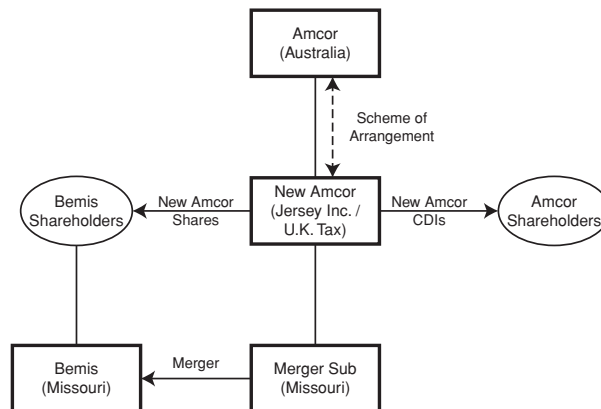 Amcor
(Australia)
Scheme of
Arrangement
Bemis
Shareholders
New Amcor
Shares
New Amcor
(Jersey Inc. /
U.K. Tax)
New Amcor
CDIs
Amcor
Shareholders
Bemis
(Missouri)
Merger
Merger Sub
(Missouri)